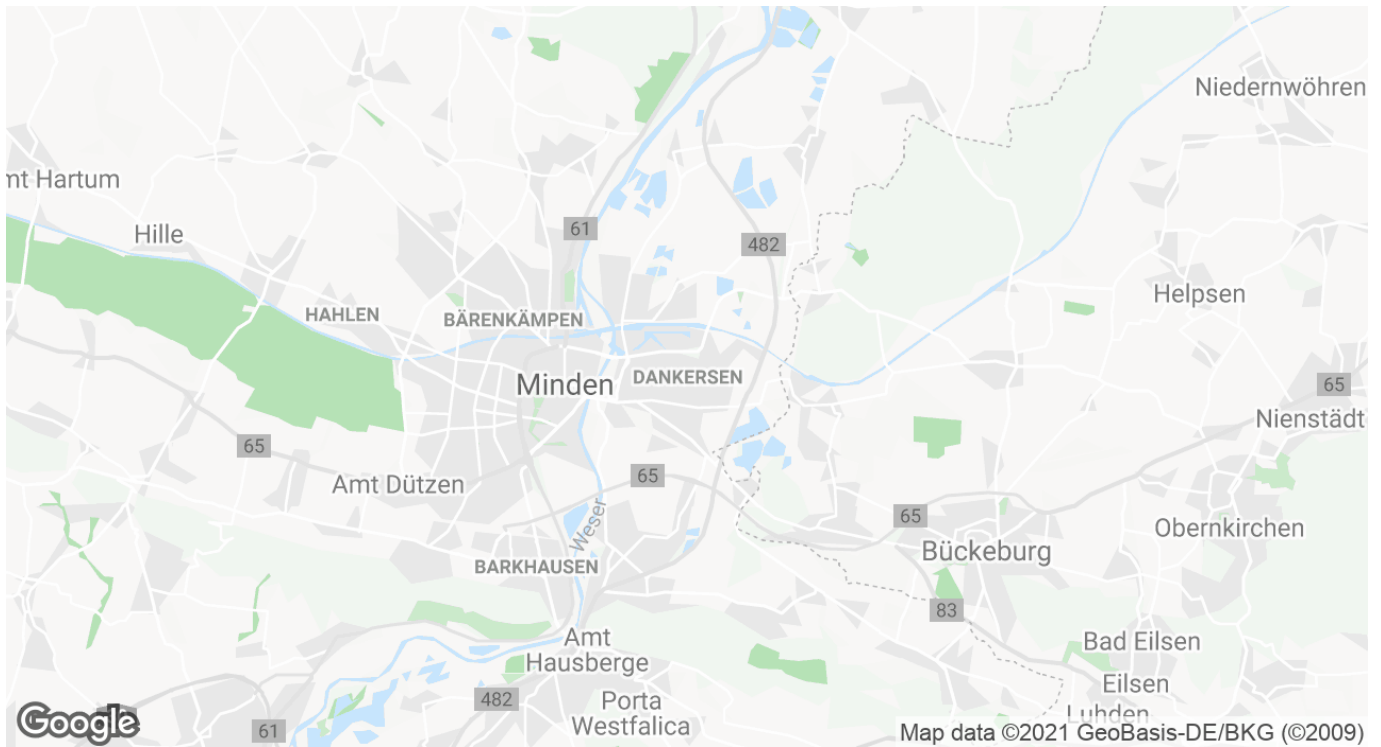 Niedernwöhren
mt Hartum
Hille
61
482
Helpsen
HAHLEN
BÄRENKÄMPEN
Minden
DANKERSEN
65
Nienstädt
65
65
Amt Dützen
Weser
65
Obernkirchen
Bückeburg
BARKHAUSEN
83
Amt
Hausberge
Bad Eilsen
Eilsen
482
Porta
Westfalica
Luhden
61
Google
Map data ©2021 GeoBasis-DE/BKG (©2009)